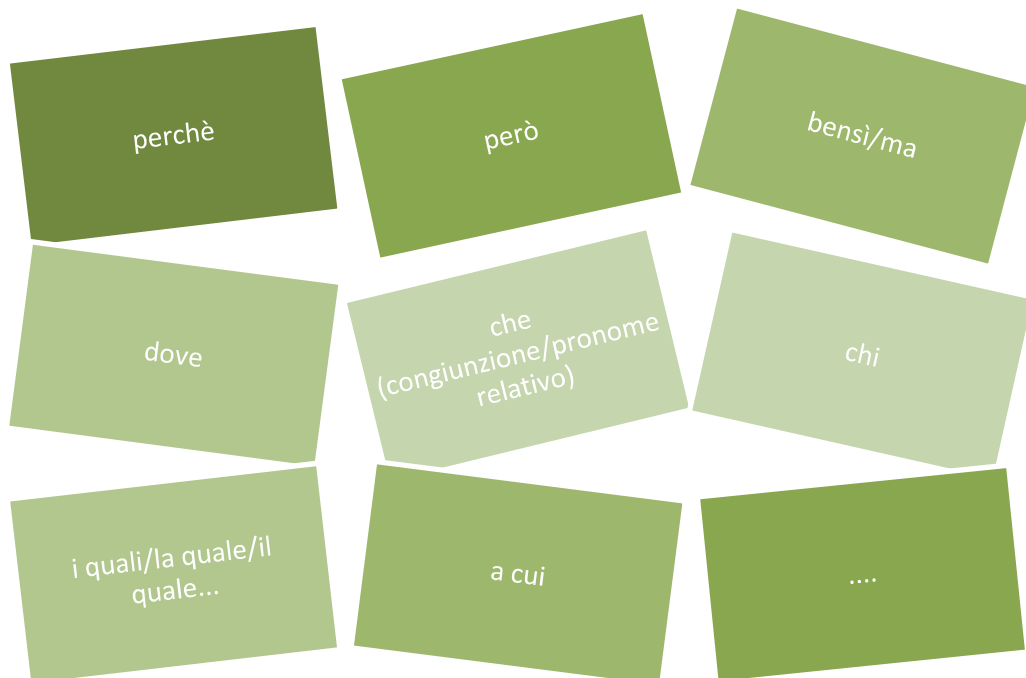 perchè
però
bensì/ma
dove
che
(congiunzione/pronome
relativo)
chi
i quali/la quale/il
quale...
a cui
....